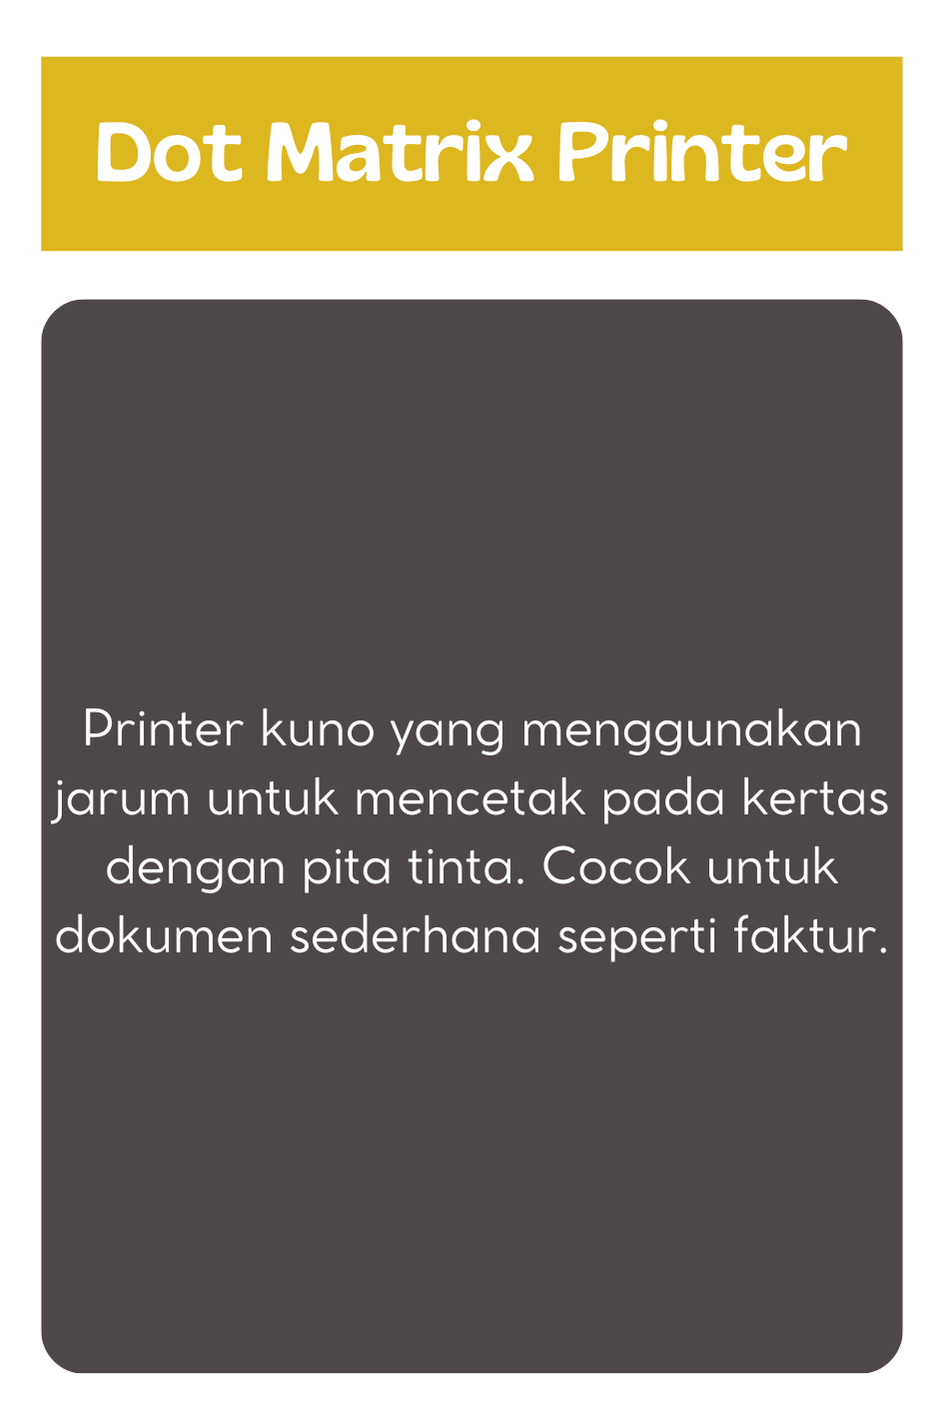 Dot Matrix Printer
Printer kuno yang menggunakan
jarum untuk mencetak pada kertas
dengan pita tinta. Cocok untuk
dokumen sederhana seperti faktur.